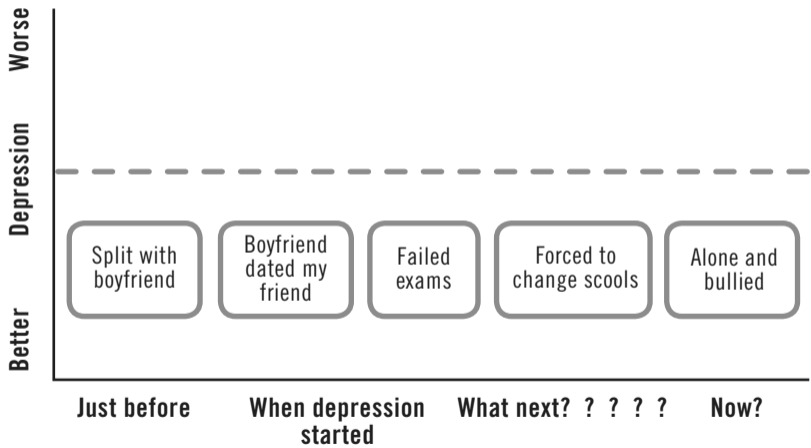 Worse
Depression
Better
Split with
boyfriend
Boyfriend
dated my
friend
Failed
exams
Forced to
change scools
Alone and
bullied
Just before
When depression
started
What next? ? ? ? ?
Now?